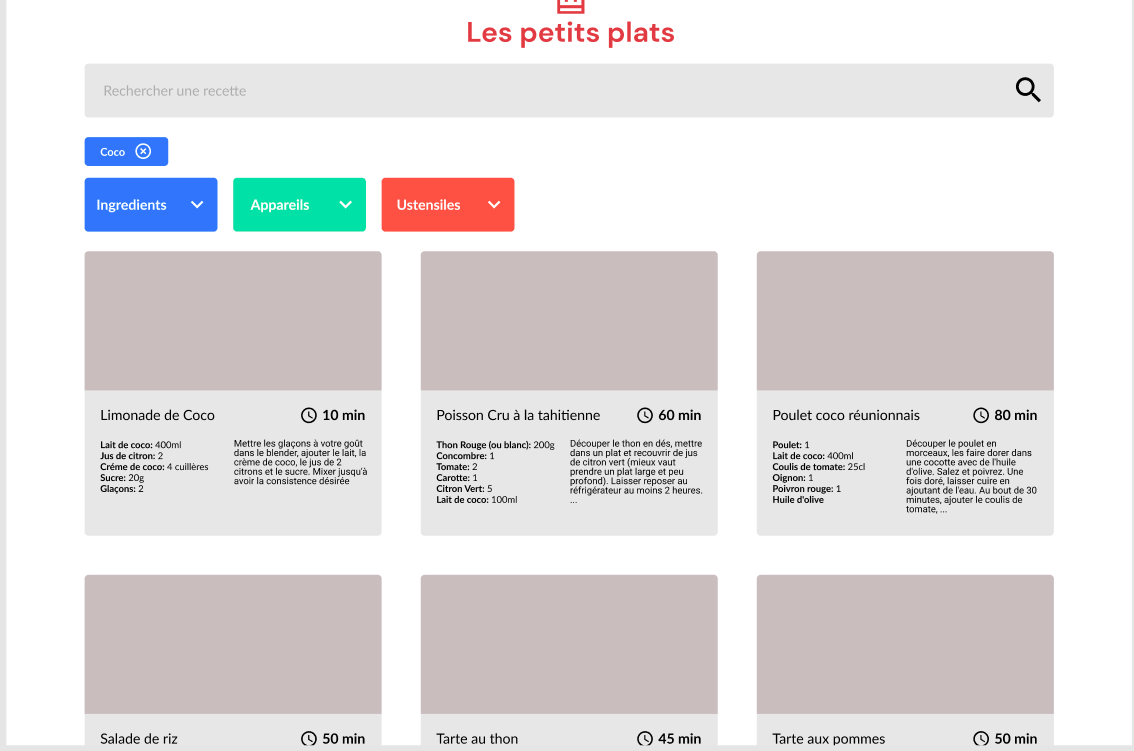 Les petits plats
Rechercher une recette
Coco
Ingredients
Appareils
Ustensiles
Limonade de Coco
10 min
Lait de coco: 400ml
Jus de citron: 2
Créme de coco: 4 cuillères
Sucre: 20g
Glaçons: 2
Mettre les glaçons à votre goût
dans le blender, ajouter le lait, la
crème de coco, le jus de 2
citrons et le sucre. Mixer jusqu'à
avoir la consistence désirée
Poisson Cru à la tahitienne
60 min
Thon Rouge (ou blanc): 200g
Concombre: 1
Tomate: 2
Carotte: 1
Citron Vert: 5
Lait de coco: 100ml
Découper le thon en dés, mettre
dans un plat et recouvrir de jus
de citron vert (mieux vaut
prendre un plat large et peu
profond). Laisser reposer au
réfrigérateur au moins 2 heures.
...
Poulet coco réunionnais
80 min
Poulet: 1
Lait de coco: 400ml
Coulis de tomate: 25cl
Oignon: 1
Poivron rouge: 1
Huile d'olive
Découper le poulet en
morceaux, les faire dorer dans
une cocotte avec de l'huile
d'olive. Salez et poivrez. Une
fois doré, laisser cuire en
ajoutant de l'eau. Au bout de 30
minutes, ajouter le coulis de
tomate, ...
Salade de riz
50 min
Tarte au thon
45 min
Tarte aux pommes
50 min